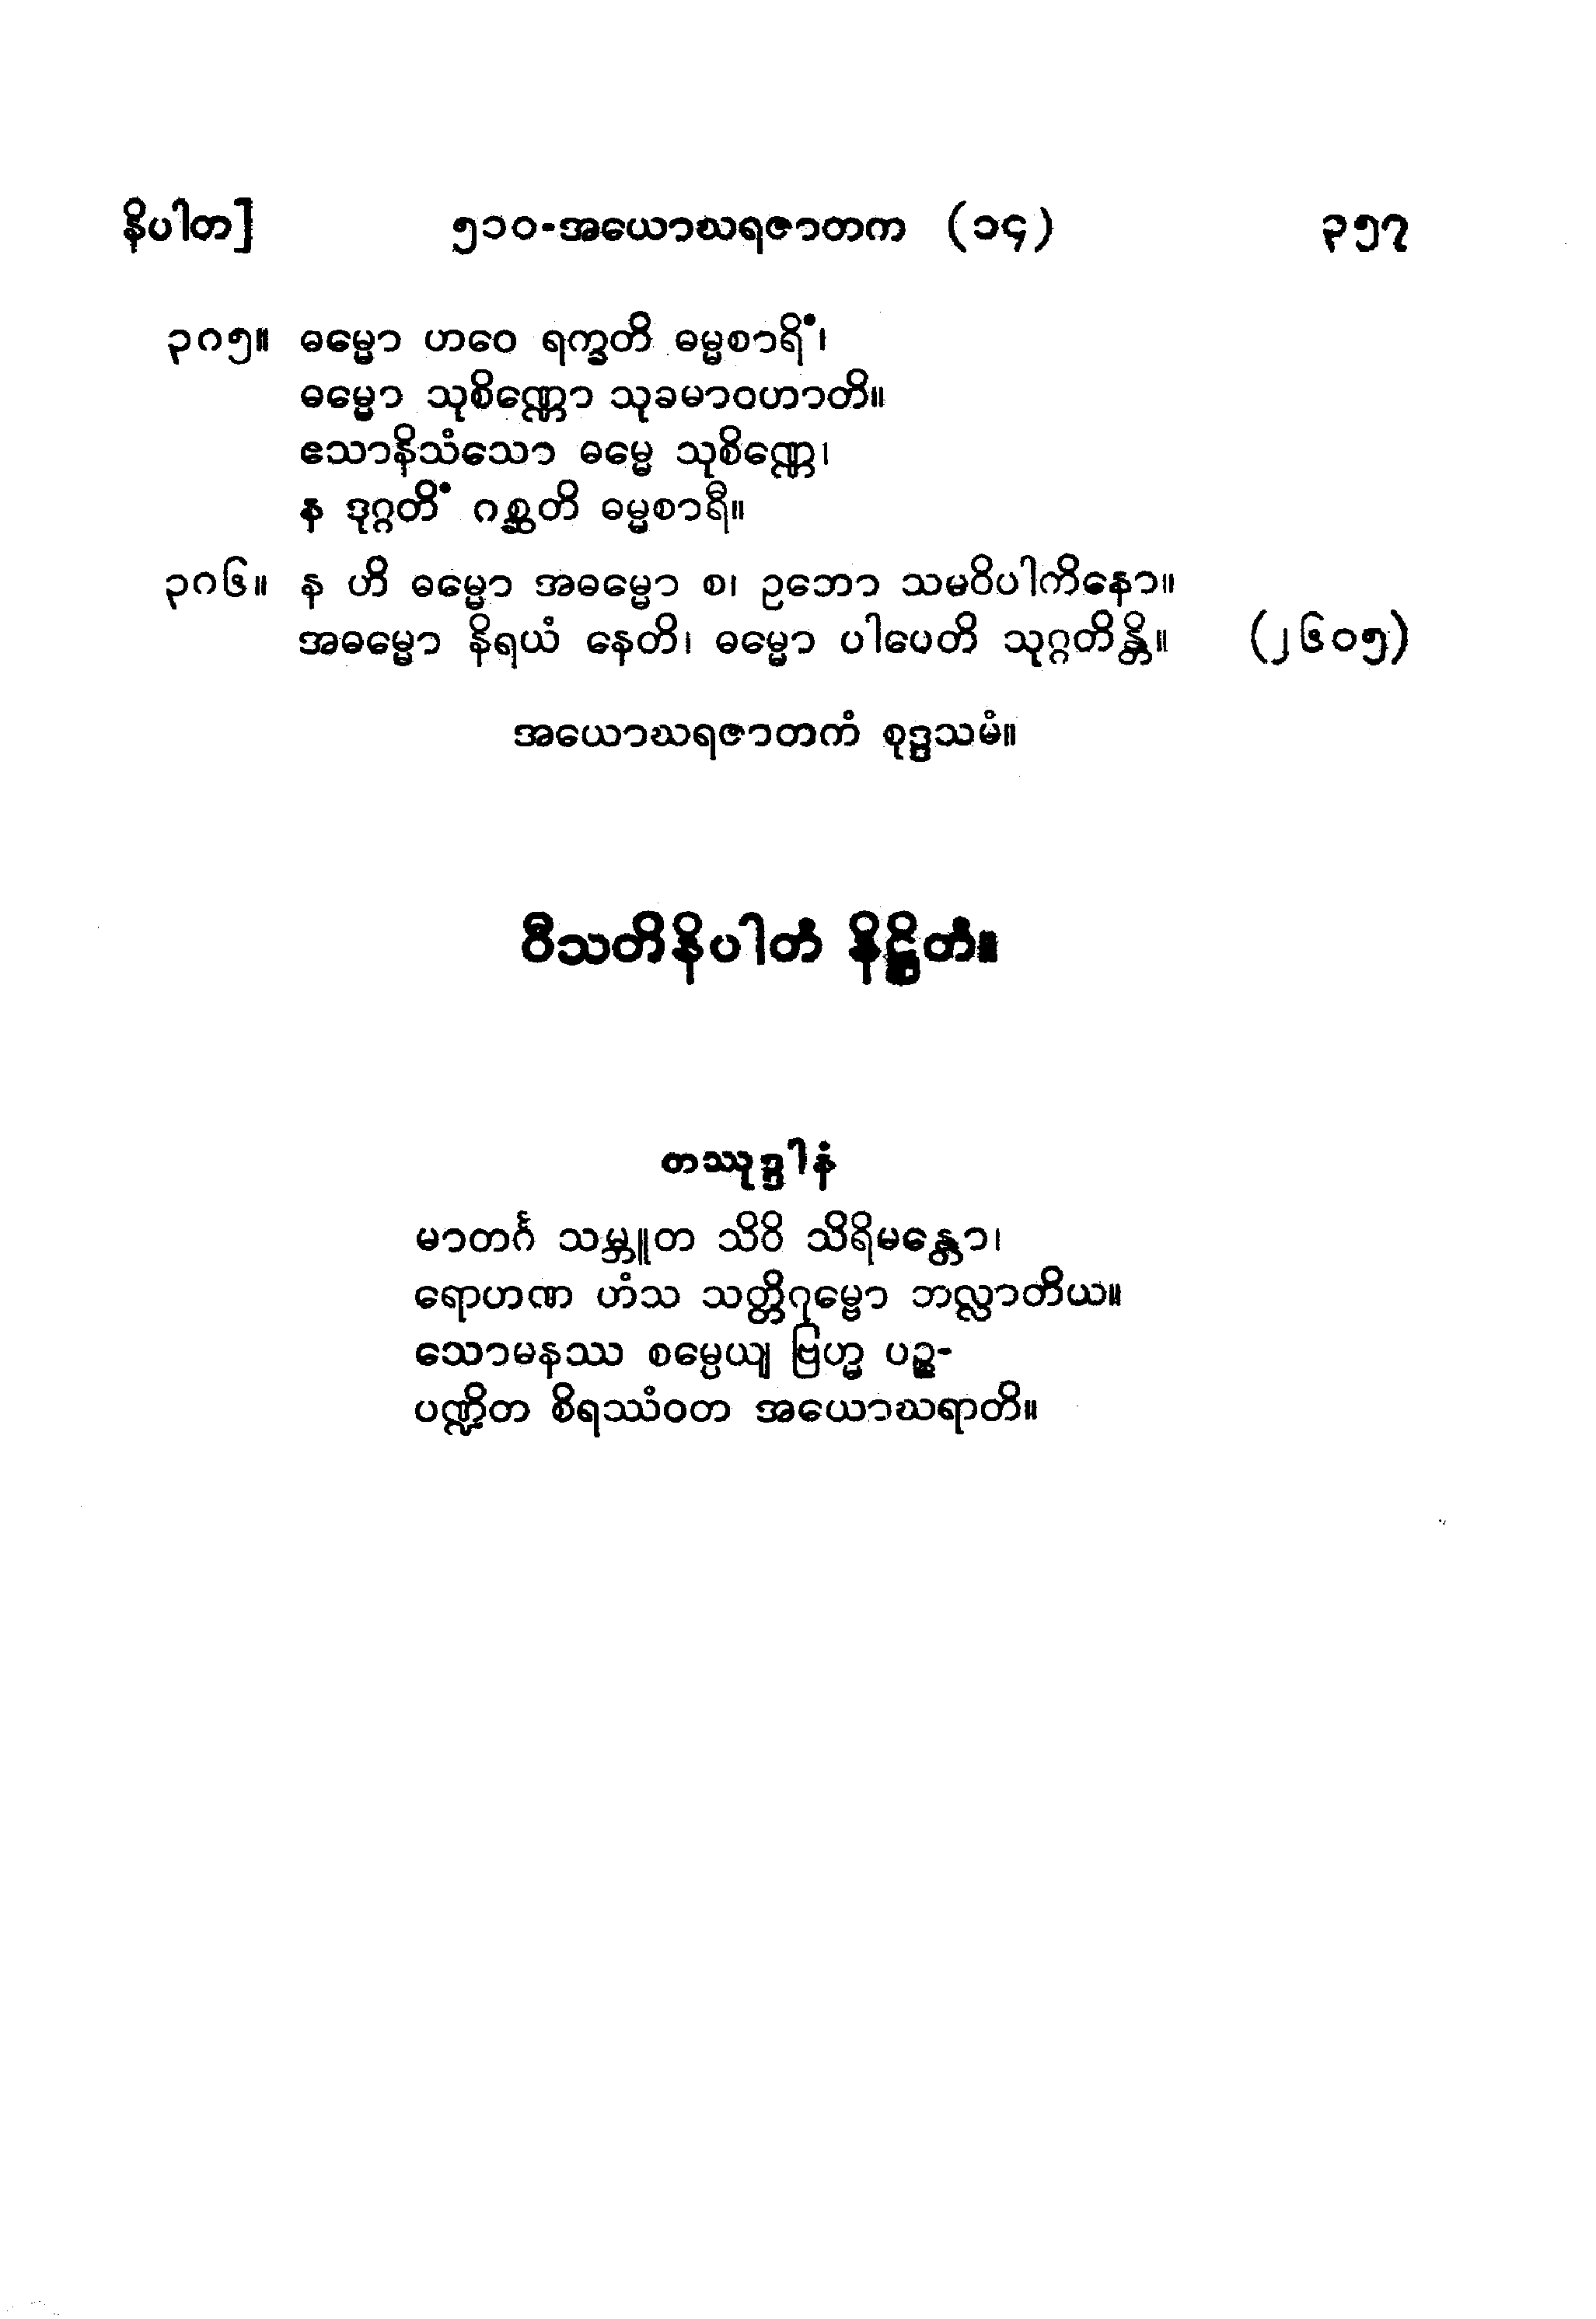 နိပါတ] ၅၁၀-အယောဃရဇာတက (၁၄) ၃၅၇
၃၈၅။ ဓမ္မော ဟဝေ ရက္ခတိ ဓမ္မစာရိံ၊
ဓမ္မော သုစိဏ္ဏော သုခမာဝဟာတိ။
ဧသာနိသံသော ဓမ္မေ သုစိဏ္ဏေ၊
န ဒုဂ္ဂတိံ ဂစ္ဆတိ ဓမ္မစာရီ။
၃၈၆။ န ဟိ ဓမ္မော အဓမ္မော စ၊ ဥဘော သမဝိပါကိနော။
အဓမ္မော နိရယံ နေတိ၊ ဓမ္မော ပါပေတိ သုဂ္ဂတိန္တိ။ (၂၆၀၅)
အယောဃရဇာတကံ စုဒ္ဒသမံ။
ဝီသတိနိပါတံ နိဋ္ဌိတံ။
တဿုဒ္ဒါနံ
မာတင်္ဂ သမ္ဘူတ သိဝိ သိရိမန္တော၊
ရောဟဏ ဟံသ သတ္တိဂုမ္ဗော ဘလ္လာတိယ။
သောမနဿ စမ္ပေယျ ဗြဟ္မ ပဉ္စ-
ပဏ္ဍိတ စိရဿံဝတ အယောဃရာတိ။